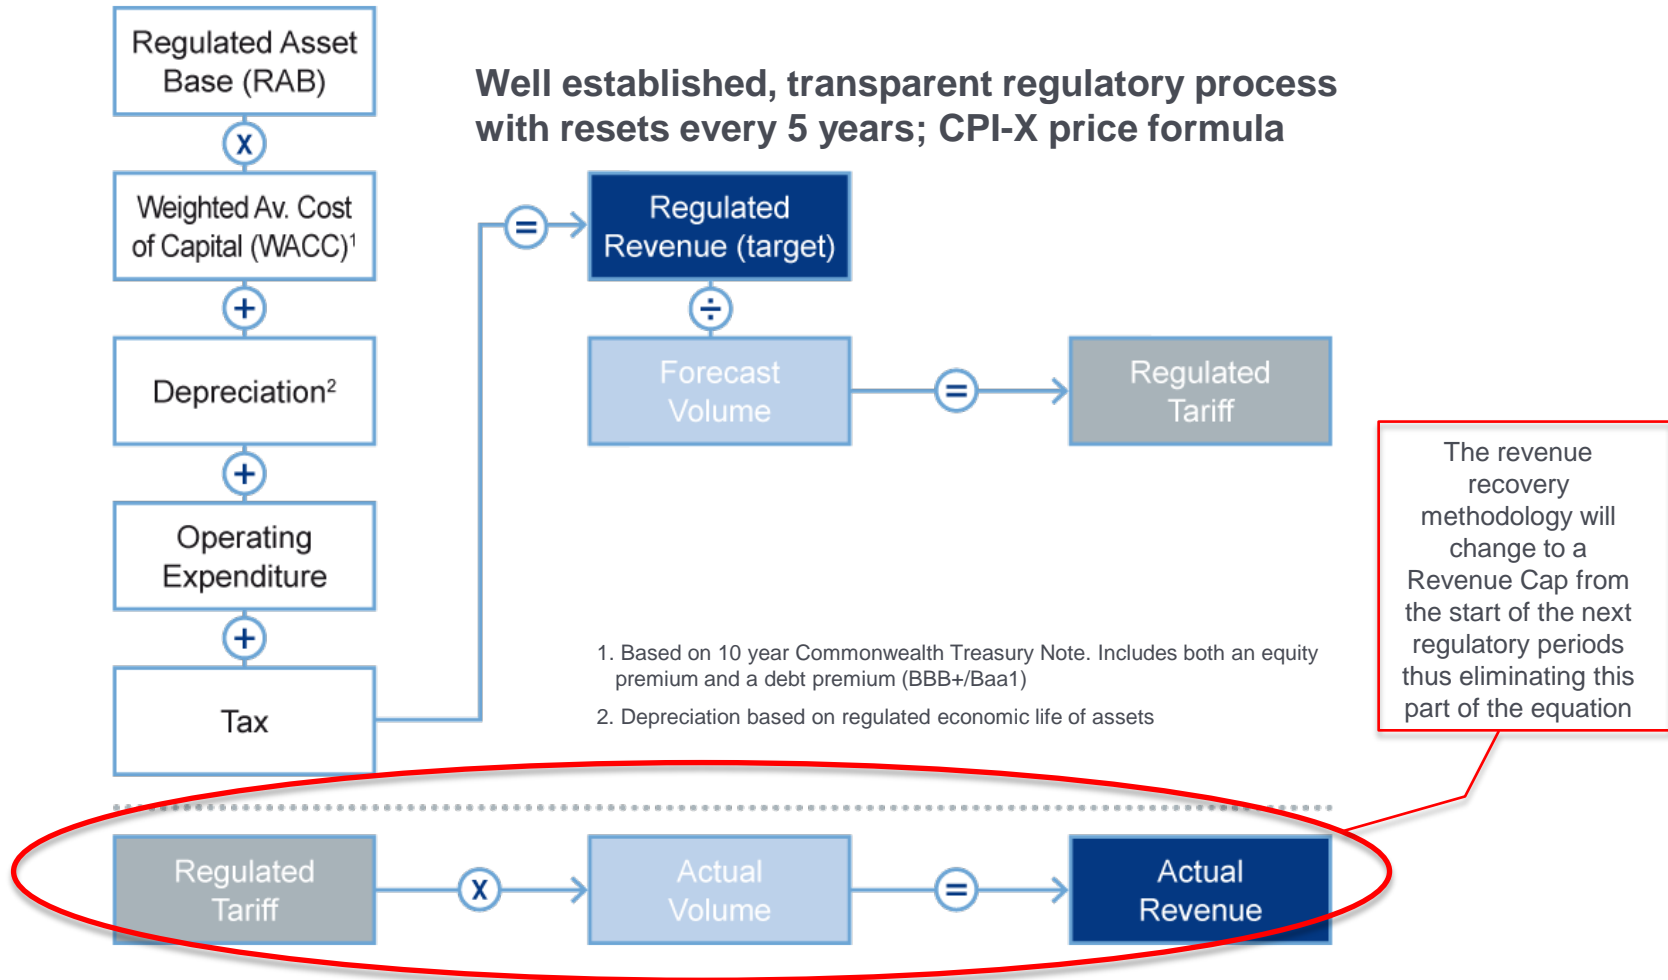 Regulated Asset
Base (RAB)
x
Weighted Av. Cost
of Capital (WACC)¹
+
Depreciation²
+
Operating
Expenditure
+
Tax
Well established, transparent regulatory process
with resets every 5 years; CPI-X price formula
=
Regulated
Revenue (target)
÷
Forecast
Volume
=
Regulated
Tariff
The revenue
recovery
methodology will
change to a
Revenue Cap from
the start of the next
regulatory periods
thus eliminating this
part of the equation
1. Based on 10 year Commonwealth Treasury Note. Includes both an equity
premium and a debt premium (BBB+/Baa1)
2. Depreciation based on regulated economic life of assets
Regulated
Tariff
x
Actual
Volume
=
Actual
Revenue